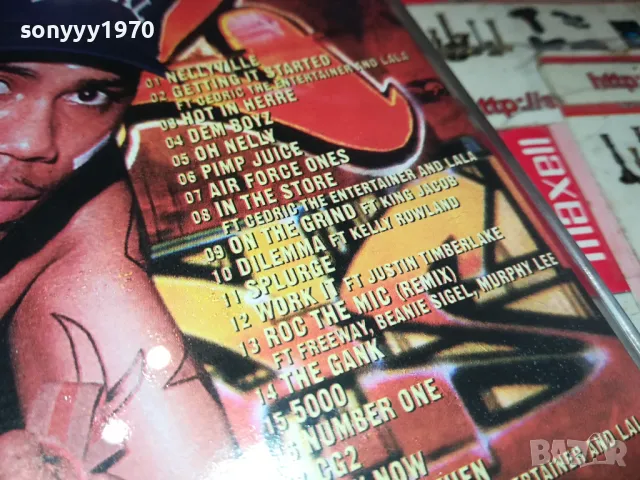 sonyyy1970
01 NELLYVILLE
02 GETTING IT STARTED
FT CEDRIC THE ENTERTAINER AND LALA
03 HOT IN HERRE
04 DEM BOYZ
05 OH NELLY
06 PIMP JUICE
07 AIR FORCE ONES
08 IN THE STORE
FT CEDRIC THE ENTERTAINER AND LALA
09 ON THE GRIND FT KING JACOB
10 DILEMMA FT KELLY ROWLAND
11 SPLURGE
12 WORK IT FT JUSTIN TIMBERLAKE
13 ROC THE MIC (REMIX)
FT FREEWAY, BEANIE SIGEL, MURPHY LEE
14 THE GANK
15 5000
NUMBER ONE
CG2
NOW
THEN
ERTAINER AND LALA
maxell
http://
BAZAR